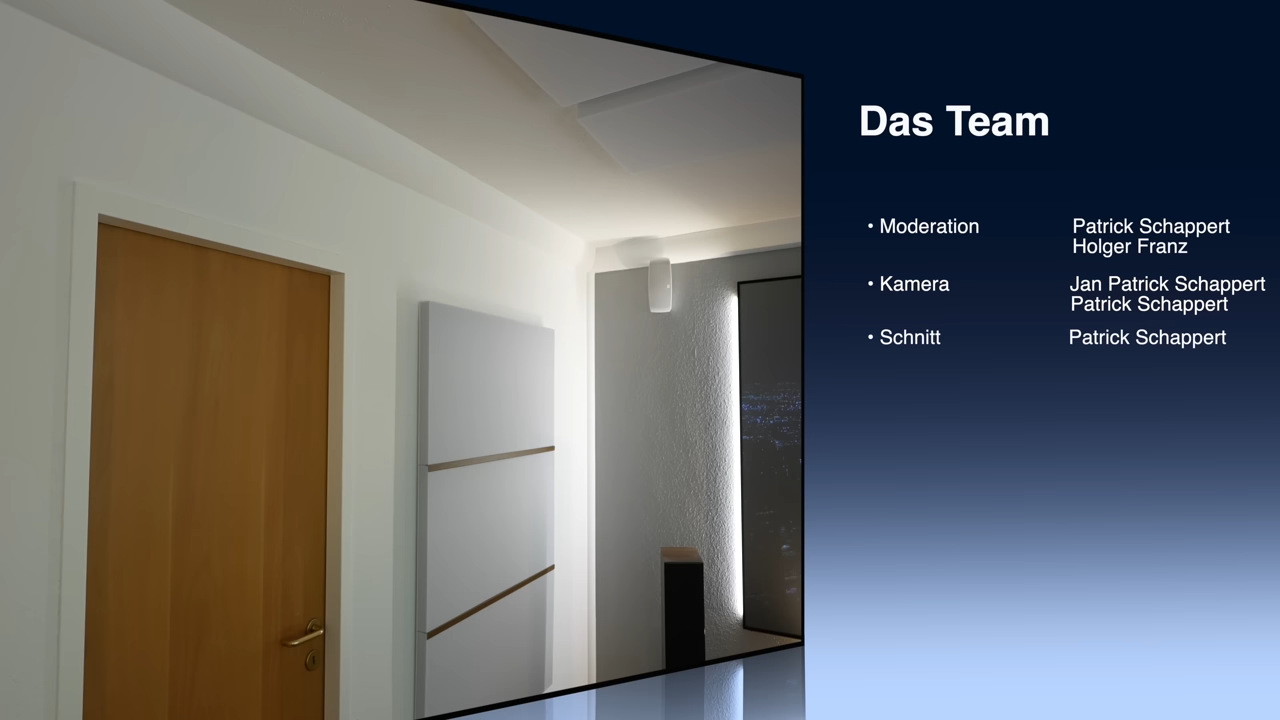 Das Team
• Moderation Patrick Schappert
Holger Franz
• Kamera Jan Patrick Schappert
Patrick Schappert
• Schnitt Patrick Schappert